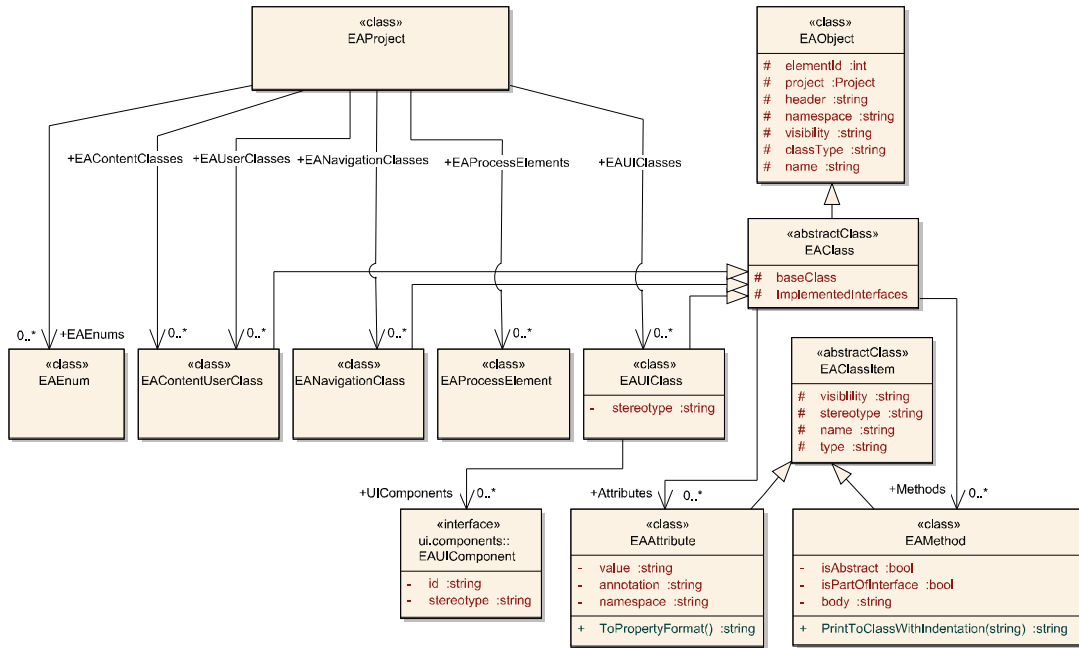 «class»
EAProject
«class»
EAObject
# elementId :int
# project :Project
# header :string
# namespace :string
# visibility :string
# classType :string
# name :string
+EAContentClasses
+EAUserClasses
+EANavigationClasses
+EAProcessElements
+EAUIClasses
«abstractClass»
EAClass
# baseClass
# ImplementedInterfaces
0..*
+EAEnums
0..*
0..*
0..*
0..*
0..*
«class»
EAEnum
«class»
EAContentUserClass
«class»
EANavigationClass
«class»
EAProcessElement
«class»
EAUIClass
- stereotype :string
«abstractClass»
EAClassItem
# visiblility :string
# stereotype :string
# name :string
# type :string
+UIComponents
0..*
+Attributes
0..*
+Methods
0..*
«interface»
ui.components::
EAUIComponent
- id :string
- stereotype :string
«class»
EAAttribute
- value :string
- annotation :string
- namespace :string
+ ToPropertyFormat() :string
«class»
EAMethod
- isAbstract :bool
- isPartOfInterface :bool
- body :string
+ PrintToClassWithIndentation(string) :string